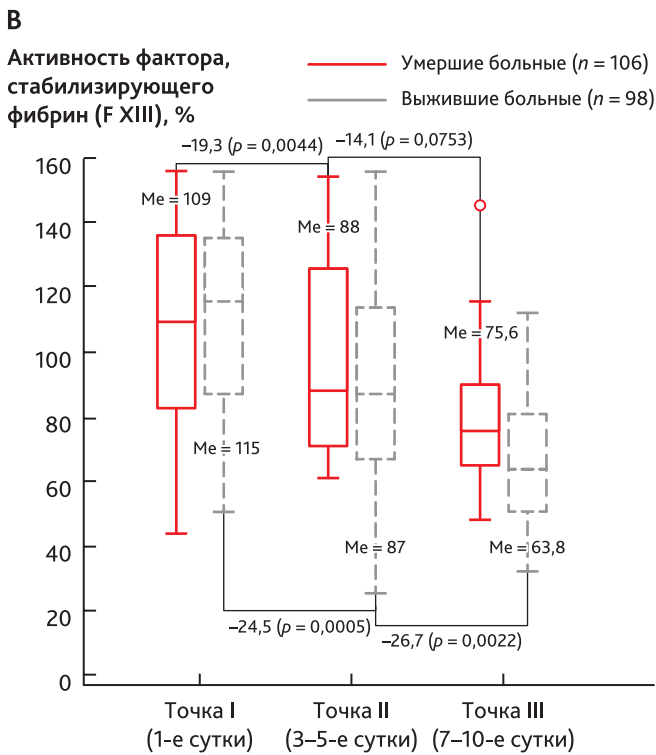 В
Активность фактора,
стабилизирующего
фибрин (F XIII), %
Умершие больные (n = 106)
Выжившие больные (n = 98)
–19,3 (p = 0,0044)
–14,1 (p = 0,0753)
160
140
120
100
80
60
40
20
0
Me = 109
Me = 88
Me = 75,6
Me = 115
Me = 87
Me = 63,8
–24,5 (p = 0,0005)
–26,7 (p = 0,0022)
Точка I
(1-е сутки)
Точка II
(3–5-е сутки)
Точка III
(7–10-е сутки)